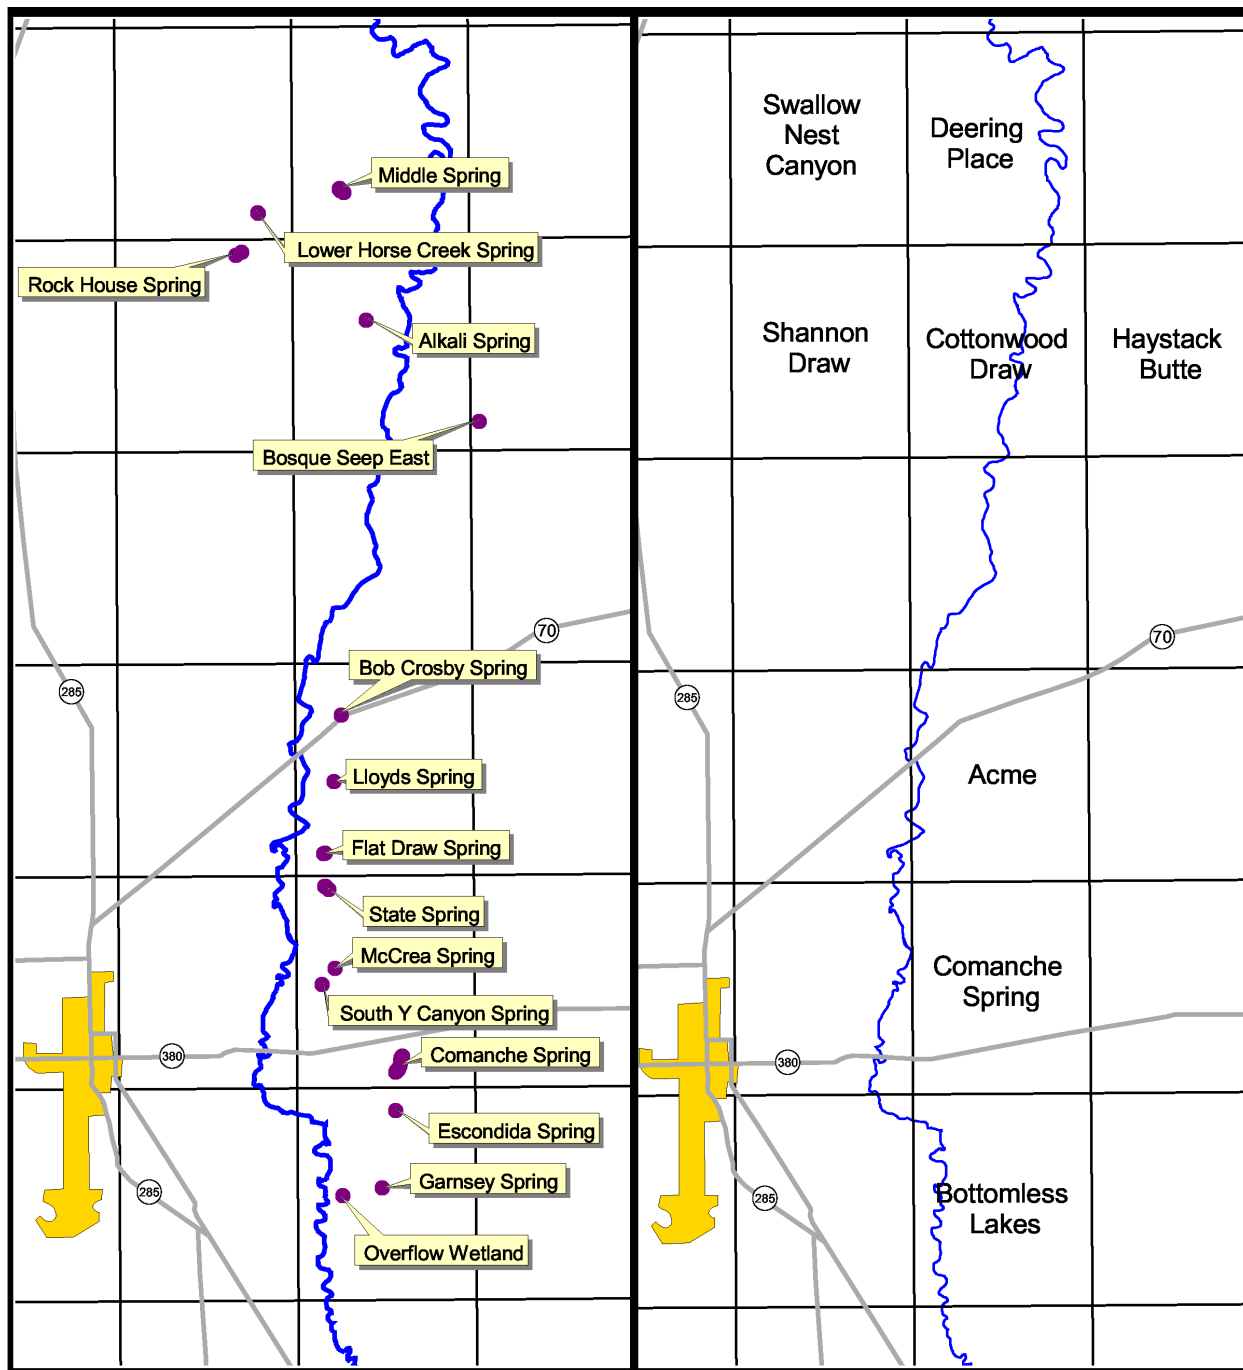 Middle Spring
Lower Horse Creek Spring
Rock House Spring
Alkali Spring
Bosque Seep East
70
Bob Crosby Spring
285
Lloyds Spring
Flat Draw Spring
State Spring
McCrea Spring
South Y Canyon Spring
380
Comanche Spring
Escondida Spring
Garnsey Spring
285
Overflow Wetland
Swallow
Nest
Canyon
Deering
Place
Shannon
Draw
Cottonwood
Draw
Haystack
Butte
70
285
Acme
Comanche
Spring
380
285
Bottomless
Lakes